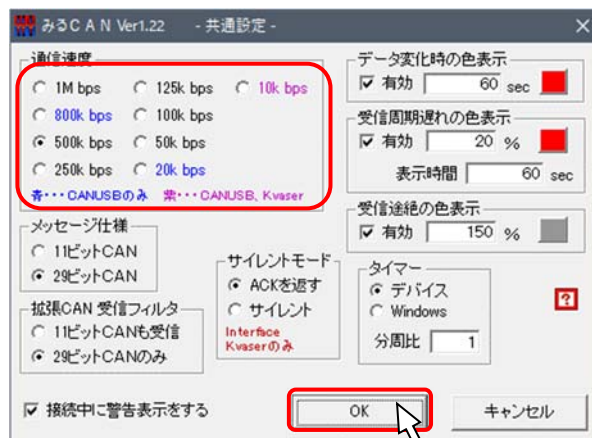 みるCAN Ver1.22 - 共通設定 -
通信速度
1M bps 125k bps 10k bps
800k bps 100k bps
500k bps 50k bps
250k bps 20k bps
青・・・CANUSBのみ 紫・・・CANUSB, Kvaser
メッセージ仕様
11ビットCAN
29ビットCAN
拡張CAN 受信フィルタ
11ビットCANも受信
29ビットCANのみ
サイレントモード
ACKを返す
サイレント
Interface
Kvaserのみ
データ変化時の色表示
有効 60 sec
受信周期遅れの色表示
有効 20 %
表示時間 60 sec
受信途絶の色表示
有効 150 %
タイマー
デバイス
Windows
分周比 1
?
接続中に警告表示をする
OK
キャンセル